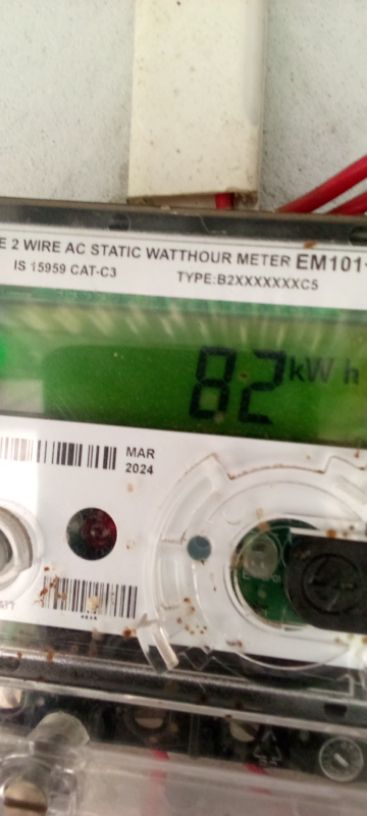 E 2 WIRE AC STATIC WATTHOUR METER EM101
IS 15959 CAT-C3 TYPE:B2XXXXXXXC5
82 kWh
MAR
2024